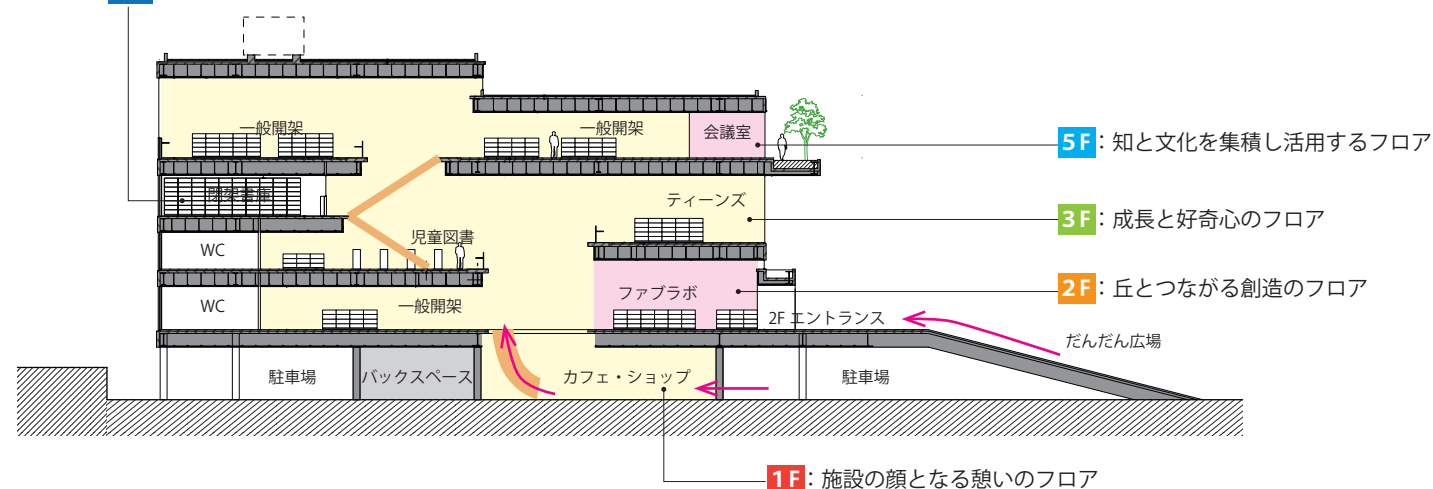 一般開架
一般開架
会議室
5F：知と文化を集積し活用するフロア
閉架書庫
ティーンズ
3F：成長と好奇心のフロア
児童図書
WC
ファブラボ
2F：丘とつながる創造のフロア
WC
一般開架
2F エントランス
だんだん広場
駐車場
バックスペース
カフェ・ショップ
駐車場
1F：施設の顔となる憩いのフロア